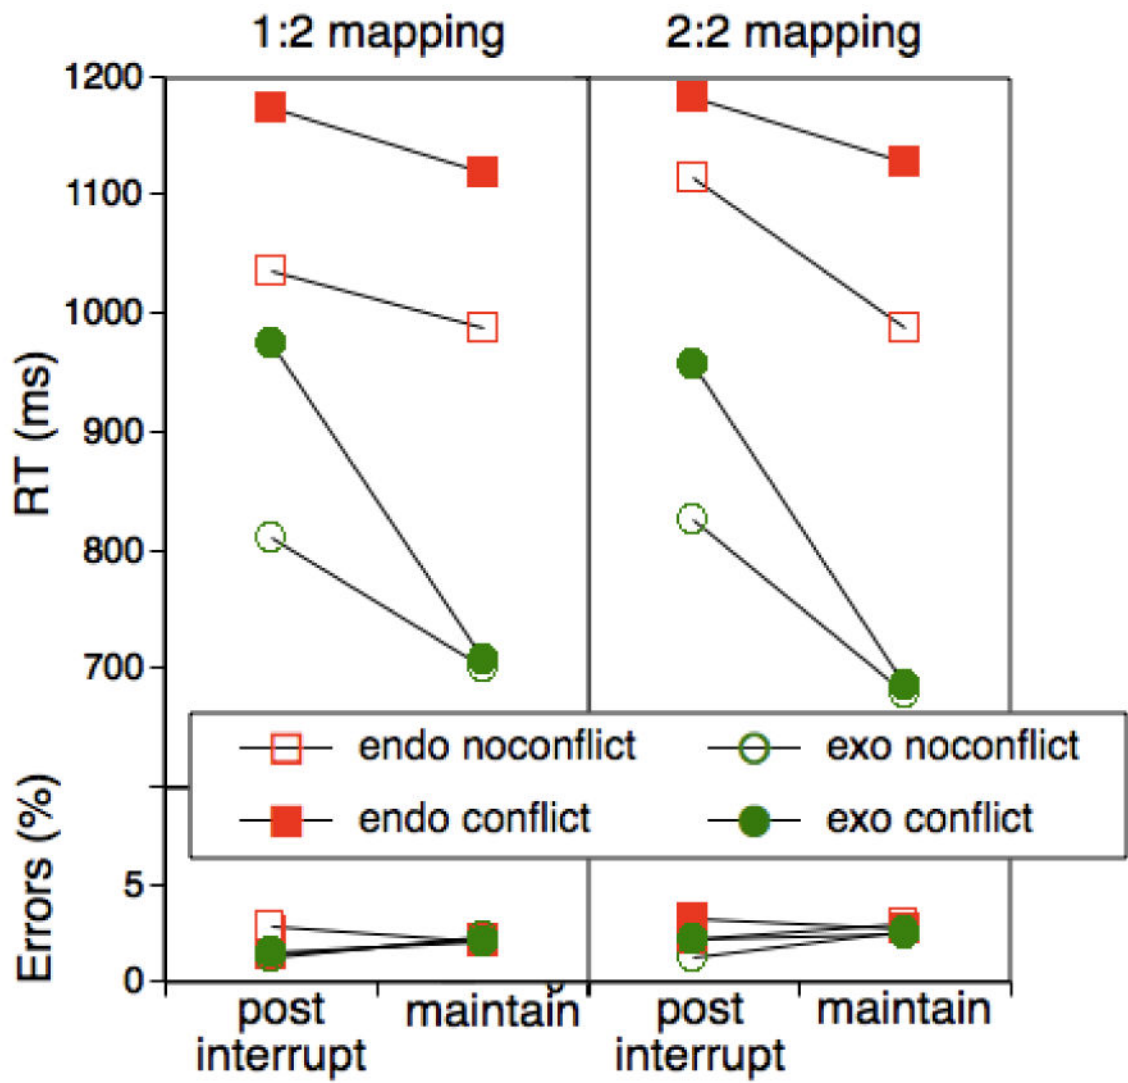 1:2 mapping 2:2 mapping
1200
1100
1000
900
800
700
RT (ms)
endo noconflict exo noconflict
endo conflict exo conflict
Errors (%)
5
0
post maintain post maintain
interrupt interrupt